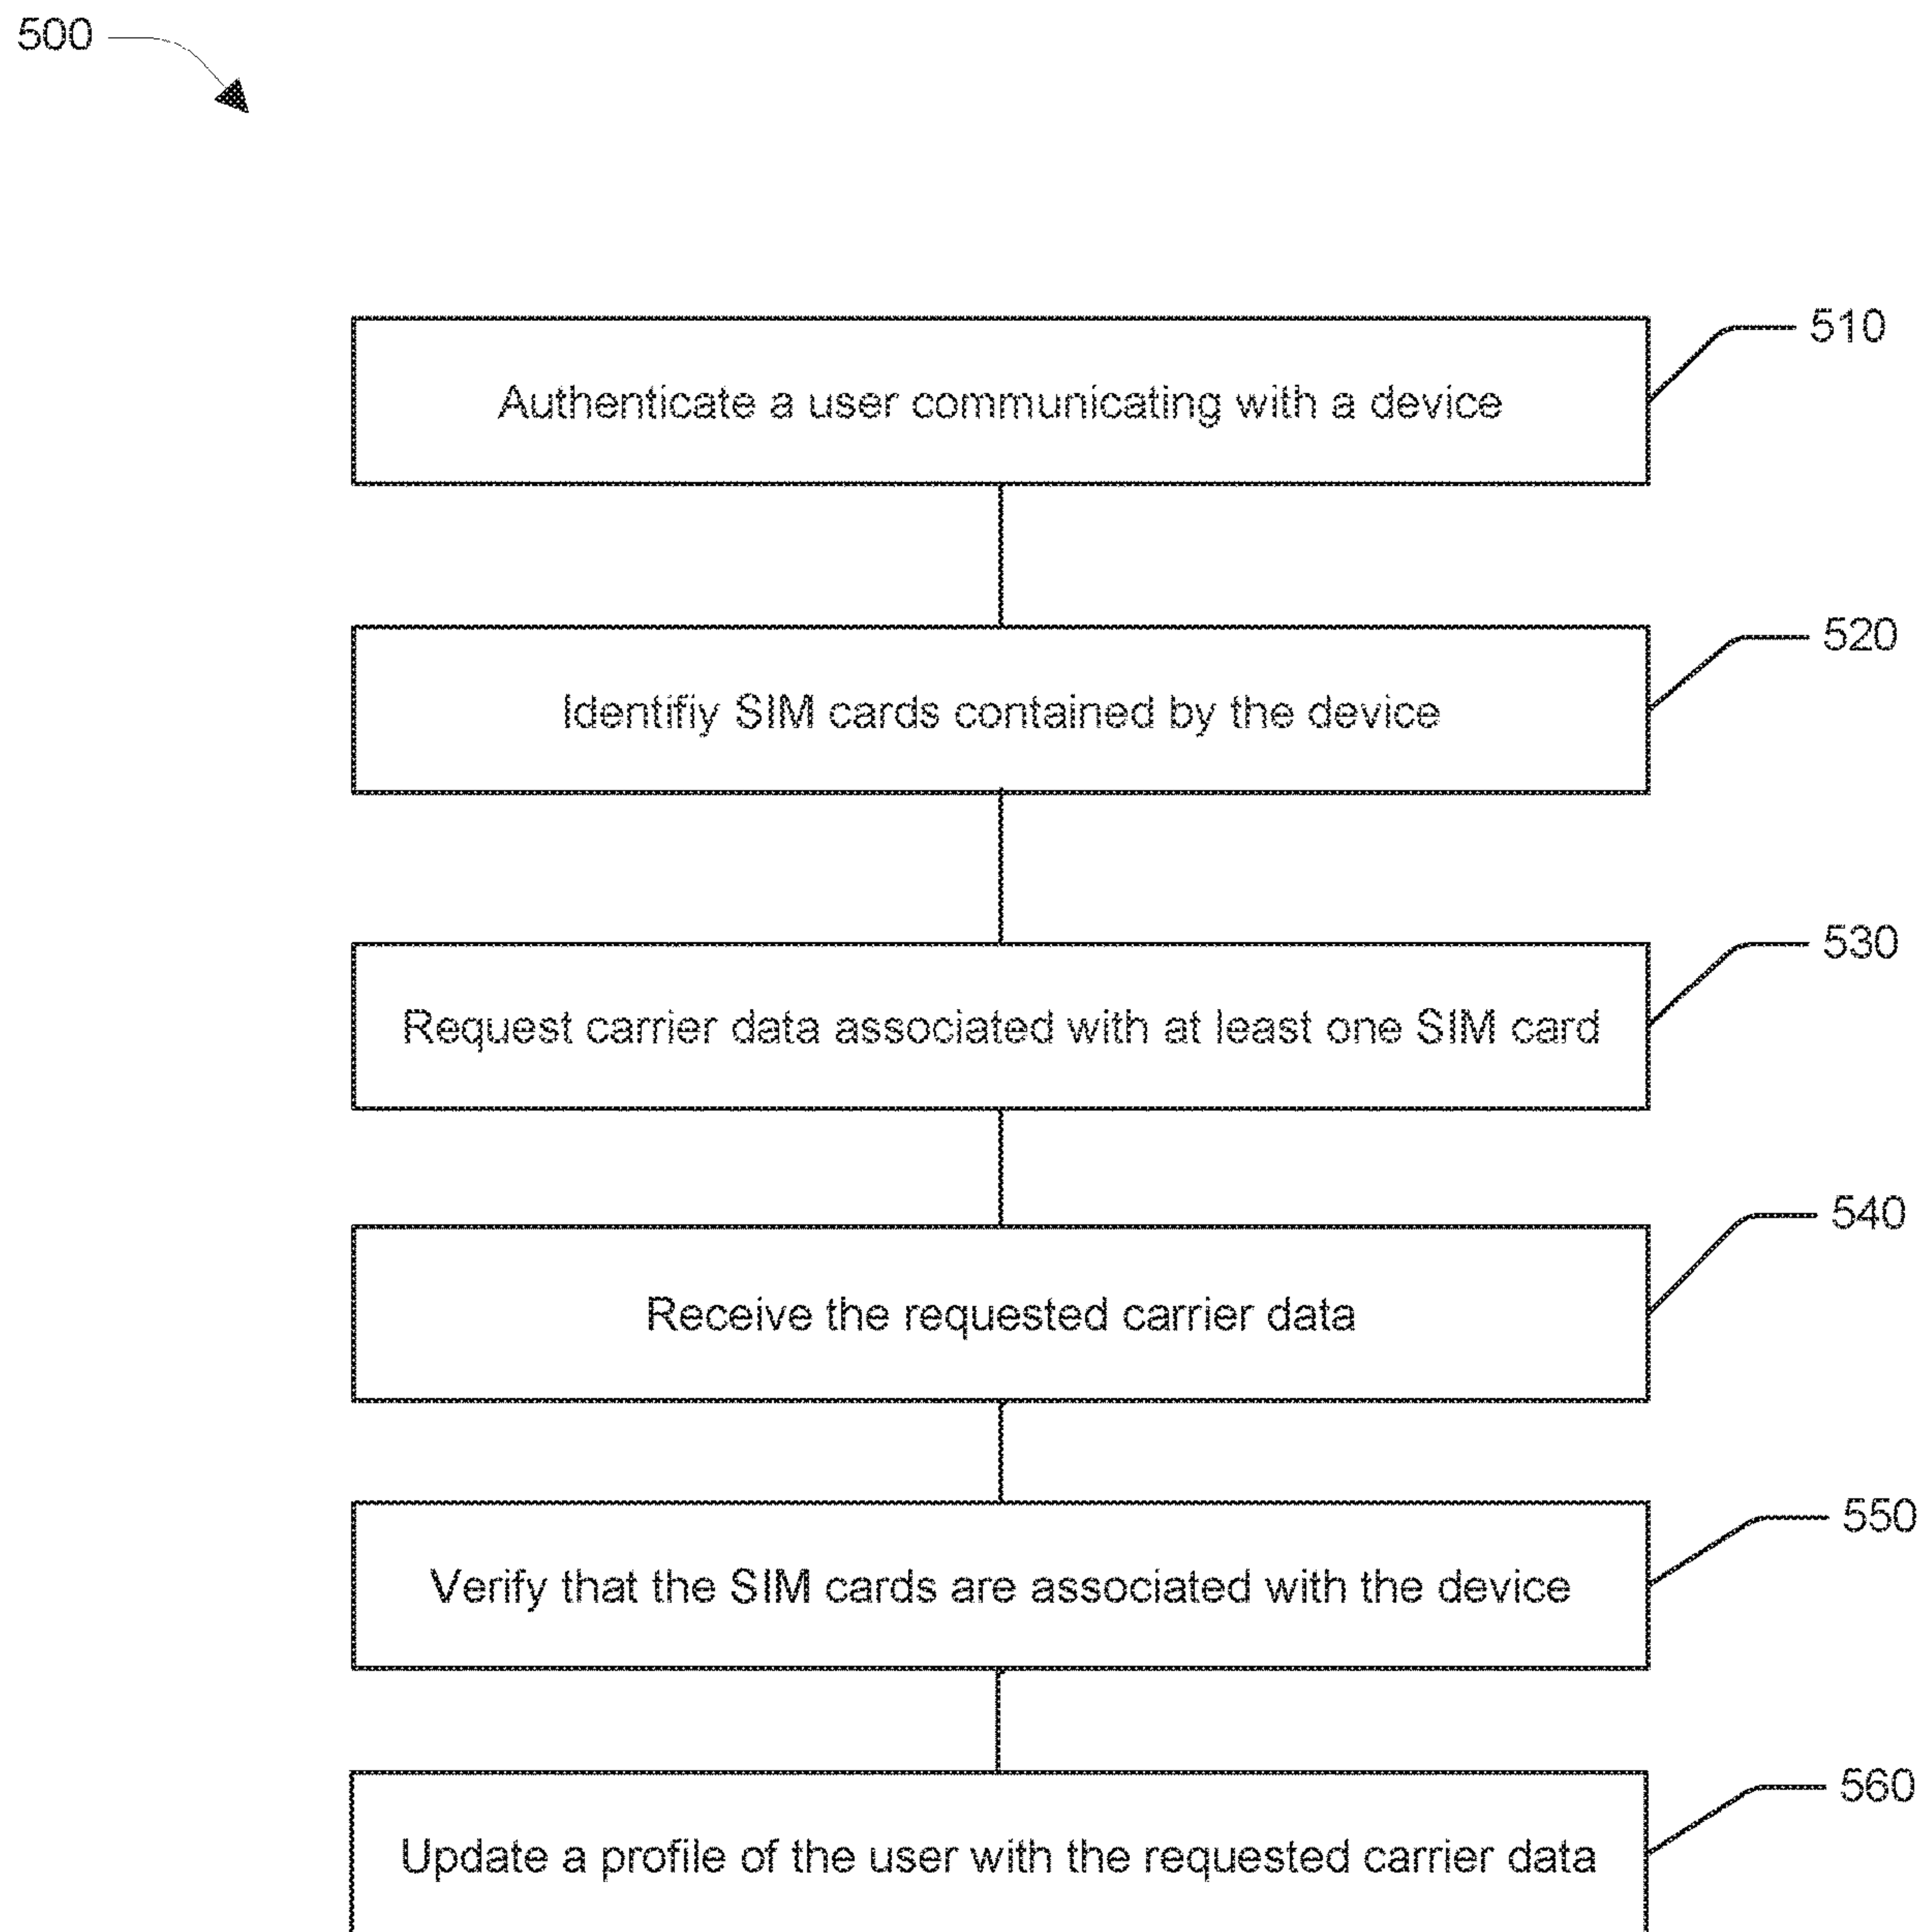 500
510
Authenticate a user communicating with a device
520
Identifiy SIM cards contained by the device
530
Request carrier data associated with at least one SIM card
540
Receive the requested carrier data
550
Verify that the SIM cards are associated with the device
560
Update a profile of the user with the requested carrier data